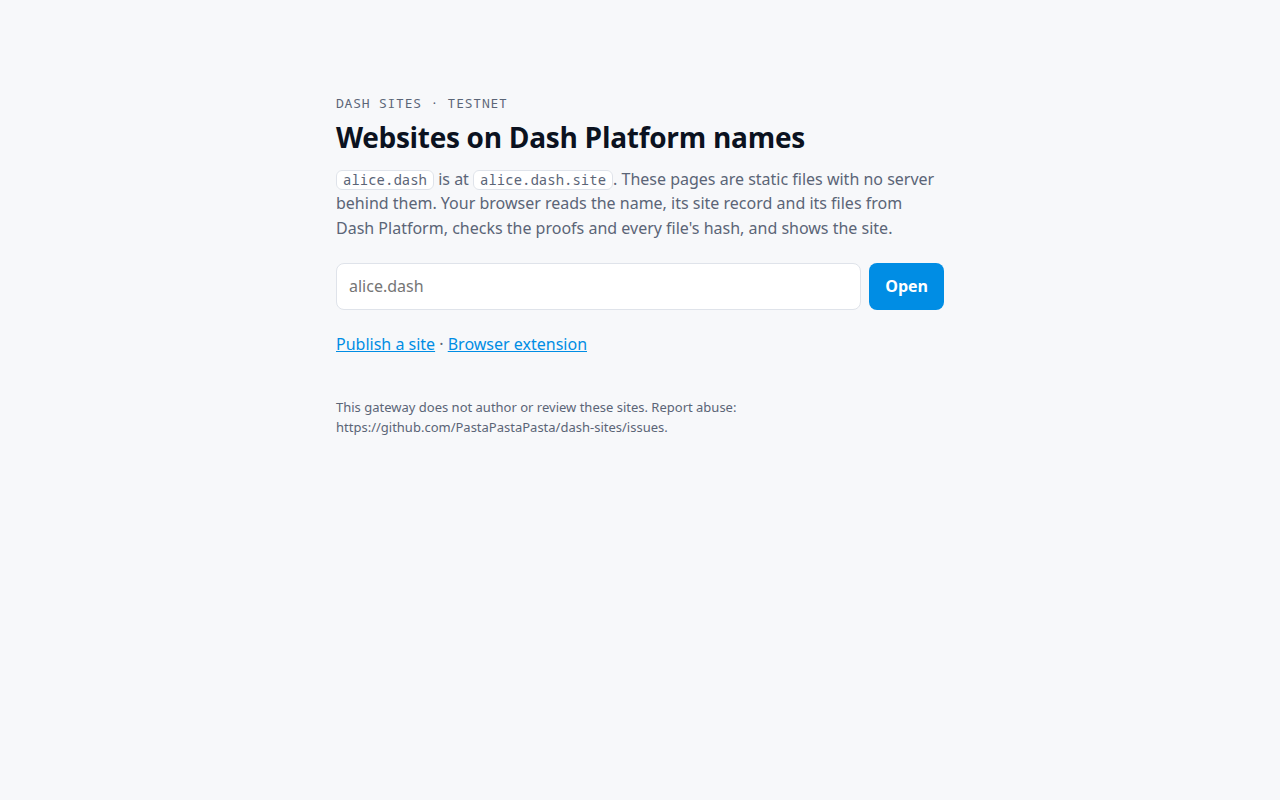 DASH SITES · TESTNET
Websites on Dash Platform names
alice.dash is at alice.dash.site. These pages are static files with no server
behind them. Your browser reads the name, its site record and its files from
Dash Platform, checks the proofs and every file's hash, and shows the site.
alice.dash
Open
Publish a site · Browser extension
This gateway does not author or review these sites. Report abuse:
https://github.com/PastaPastaPasta/dash-sites/issues.